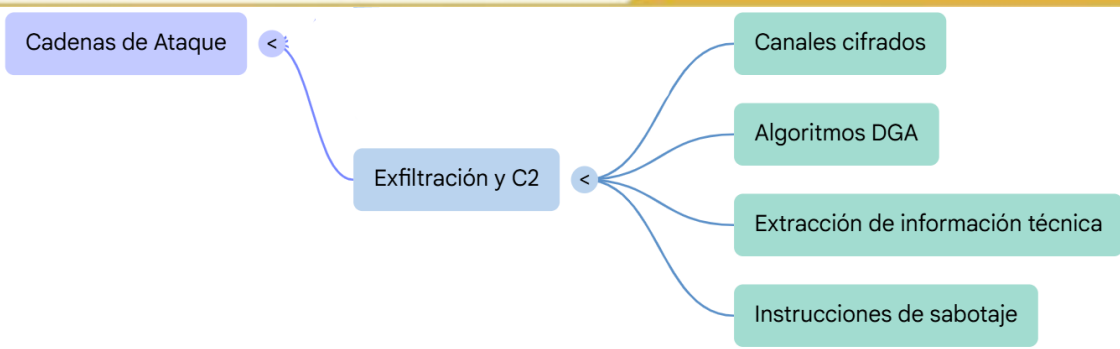 Cadenas de Ataque
<
Exfiltración y C2
<
Canales cifrados
Algoritmos DGA
Extracción de información técnica
Instrucciones de sabotaje